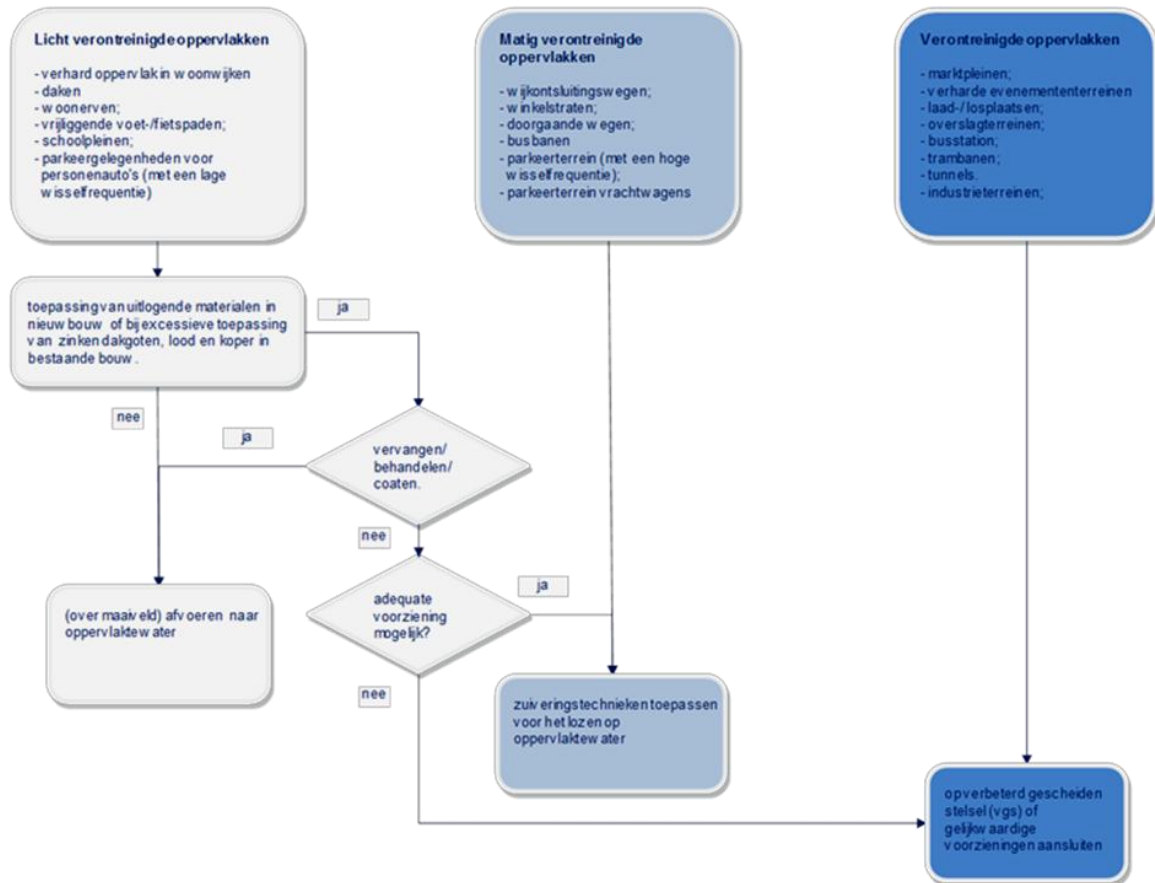 Licht verontreinigde oppervlakken
- verhard oppervlak in woonwijken
- daken
- woonerven;
- vrijliggende voet-/fietspaden;
- schoolpleinen;
- parkeergelegenheden voor
personenauto's (met een lage
wisselfrequentie)
Matig verontreinigde
oppervlakken
- wijkontsluitingswegen;
- winkelstraten;
- doorgaande wegen;
- busbanen
- parkeerterrein (met een hoge
wisselfrequentie);
- parkeerterrein vrachtwagens
Verontreinigde oppervlakken
- marktpleinen;
- verharde evenemententerreinen
- laad-/losplaatsen;
- overslagterreinen;
- busstation;
- trambanen;
- tunnels.
- industrieterreinen;
toepassing van uitlogende materialen in
nieuwbouw of bij excessieve toepassing
van zinken dakgoten, lood en koper in
bestaande bouw.
ja
nee
ja
vervangen/
behandelen/
coaten.
nee
(over maaiveld) afvoeren naar
oppervlaktewater
adequate
voorziening
mogelijk?
ja
nee
zuiveringstechnieken toepassen
voor het lozen op
oppervlaktewater
op verbeterd gescheiden
stelsel (vgs) of
gelijkwaardige
voorzieningen aansluiten